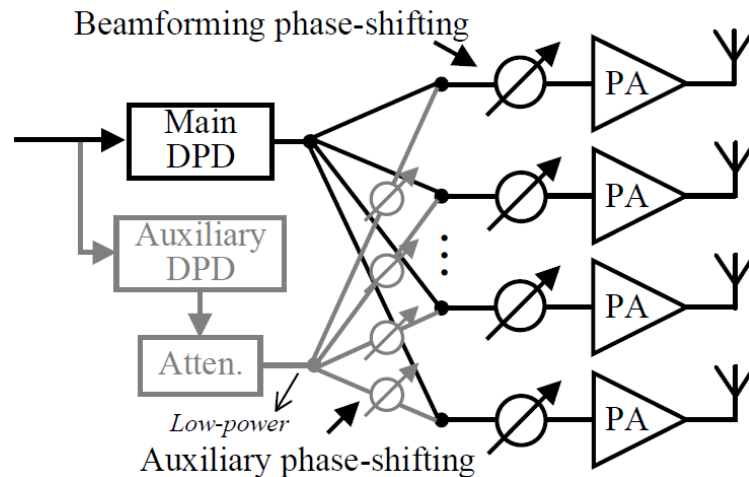 Beamforming phase-shifting
Main
DPD
PA
PA
Auxiliary
DPD
PA
Atten.
PA
Low-power
Auxiliary phase-shifting